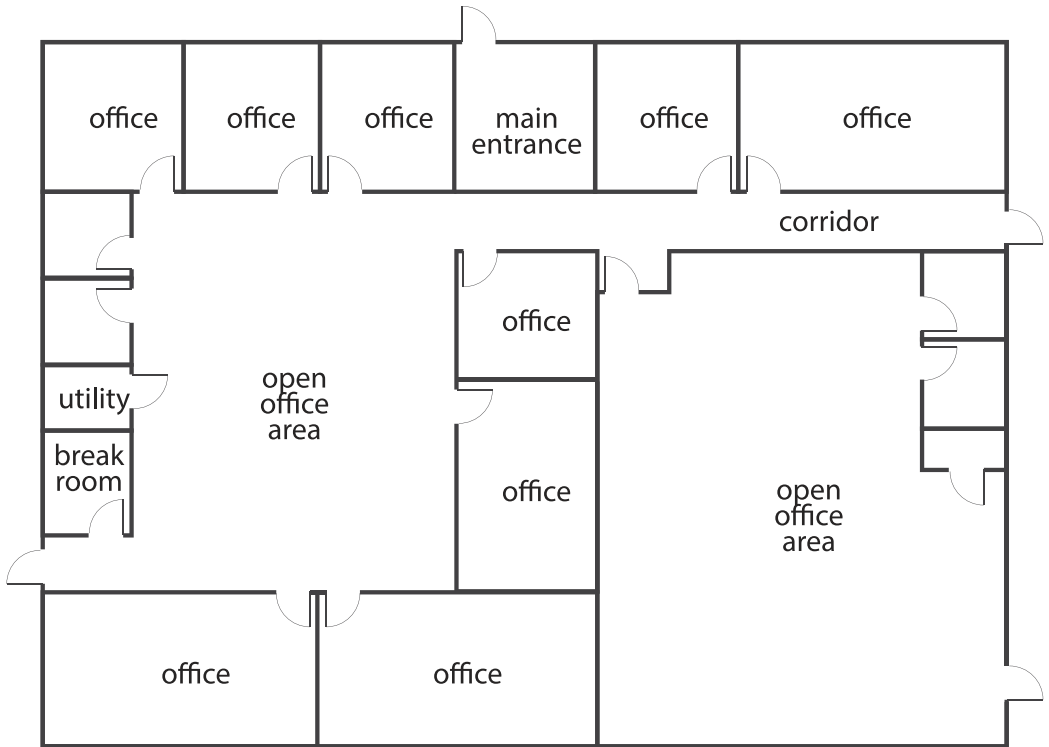 office
office
office
main
entrance
office
office
corridor
office
open
office
area
utility
break
room
office
open
office
area
office
office